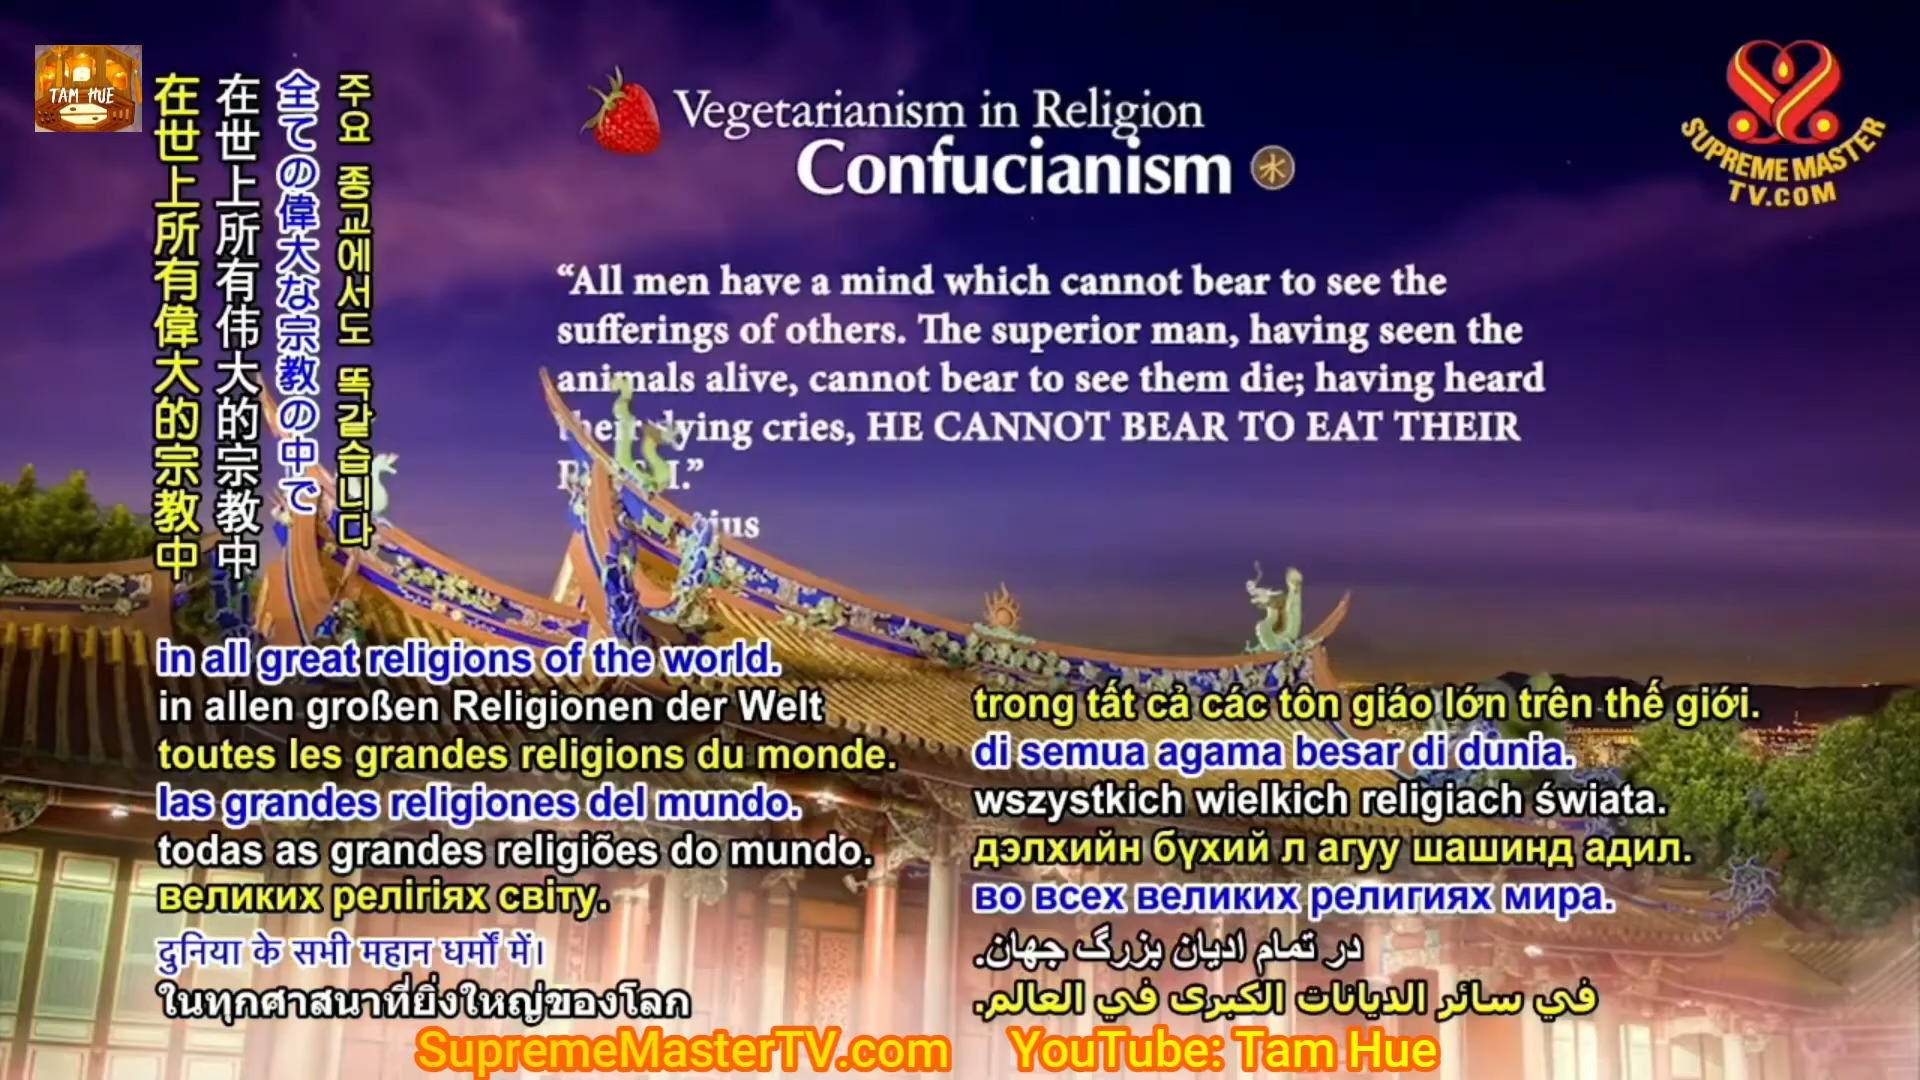 TAM HUE
在世上所有偉大的宗教中
在世上所有伟大的宗教中
全ての偉大な宗教の中で
주요 종교에서도 똑같습니다
Vegetarianism in Religion
Confucianism
SUPREME MASTER
TV.COM
“All men have a mind which cannot bear to see the
sufferings of others. The superior man, having seen the
animals alive, cannot bear to see them die; having heard
their dying cries, HE CANNOT BEAR TO EAT THEIR
in all great religions of the world.
in allen großen Religionen der Welt
toutes les grandes religions du monde.
las grandes religiones del mundo.
todas as grandes religiões do mundo.
великих релігіях світу.
दुनिया के सभी महान धर्मों में।
ในทุกศาสนาที่ยิ่งใหญ่ของโลก
trong tất cả các tôn giáo lớn trên thế giới.
di semua agama besar di dunia.
wszystkich wielkich religiach świata.
дэлхийн бүхий л агуу шашинд адил.
во всех великих религиях мира.
در تمام ادیان بزرگ جهان.
في سائر الديانات الكبرى في العالم.
SupremeMasterTV.com YouTube: Tam Hue